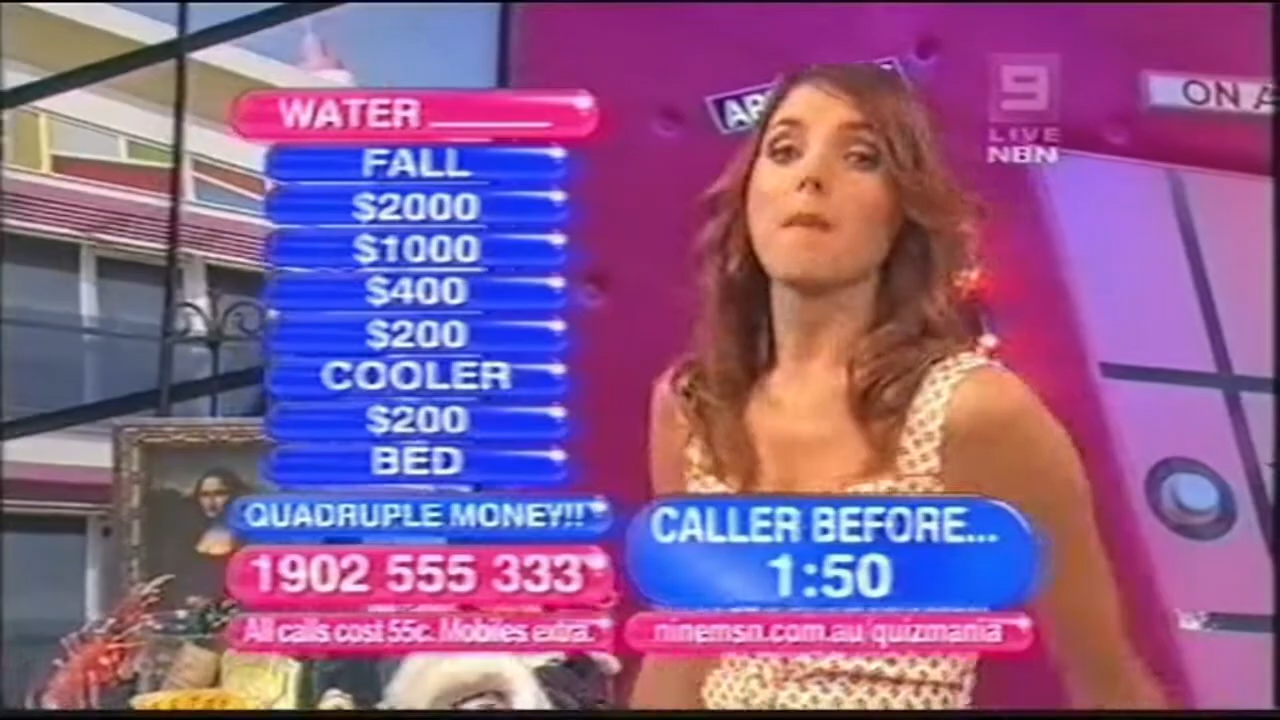 WATER ________
FALL
$2000
$1000
$400
$200
COOLER
$200
BED
QUADRUPLE MONEY!!
1902 555 333
All calls cost 55c. Mobiles extra.
9
LIVE
NBN
ON A
CALLER BEFORE...
1:50
ninemsn.com.au/quizmania